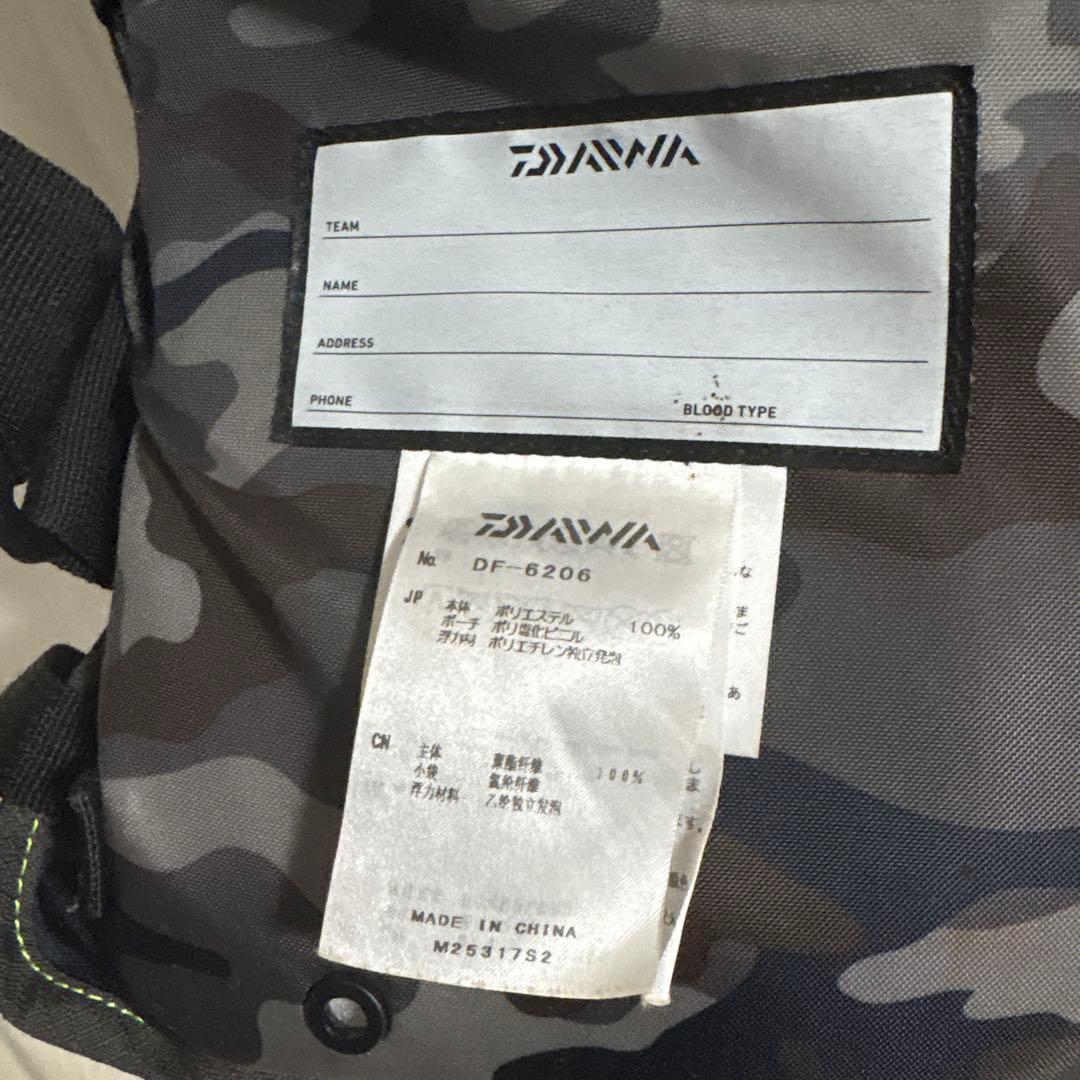 DAIWA
TEAM
NAME
ADDRESS
PHONE BLOOD TYPE
DAIWA
No. DF-6206
JP 本体 ポリエステル 100%
ポーチ ポリ塩化ビニル
浮力材 ポリエチレン独立発泡
CN 主体 聚酯纤维 100%
小袋 氯纶纤维
浮力材料 乙纶独立发泡
MADE IN CHINA
M25317S2